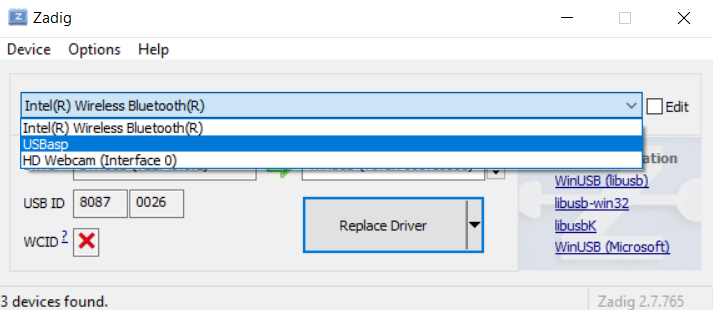 Zadig
Device Options Help
Intel(R) Wireless Bluetooth(R)
Edit
Intel(R) Wireless Bluetooth(R)
USBasp
HD Webcam (Interface 0)
WinUSB (libusb)
USB ID 8087 0026
libusb-win32
Replace Driver
libusbK
WCID ?
WinUSB (Microsoft)
3 devices found.
Zadig 2.7.765